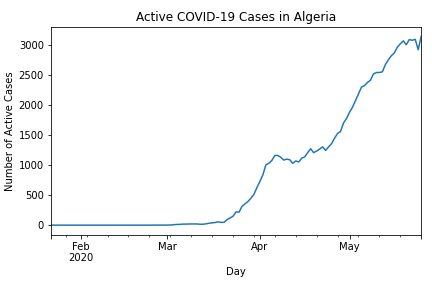 Active COVID-19 Cases in Algeria
Number of Active Cases
3000
2500
2000
1500
1000
500
0
Feb
2020
Mar
Apr
May
Day